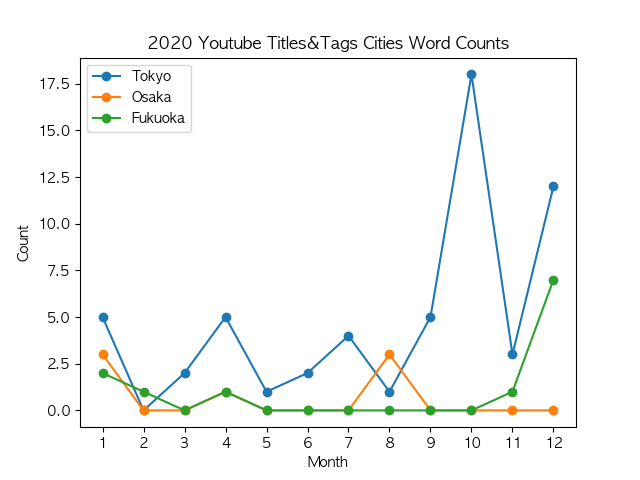 2020 Youtube Titles&Tags Cities Word Counts
Tokyo
Osaka
Fukuoka
17.5
15.0
12.5
10.0
7.5
5.0
2.5
0.0
Count
1 2 3 4 5 6 7 8 9 10 11 12
Month